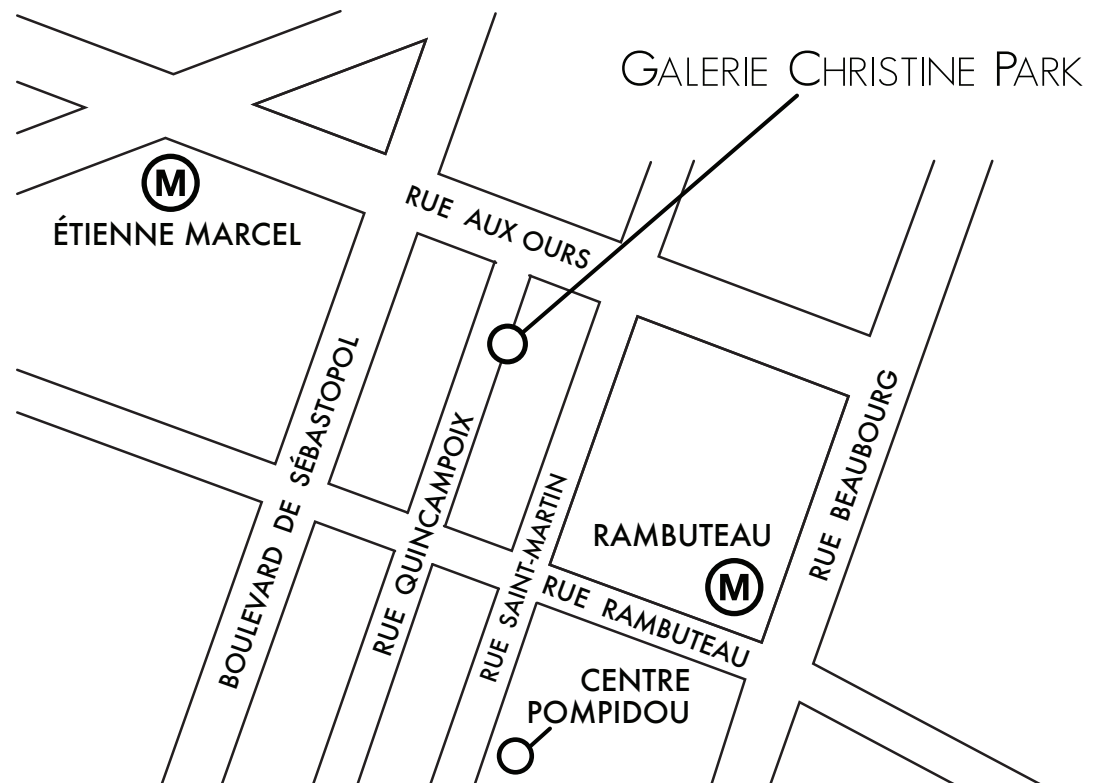 GALERIE CHRISTINE PARK
RUE AUX OURS
M
ÉTIENNE MARCEL
BOULEVARD DE SÉBASTOPOL
RUE QUINCAMPOIX
RUE SAINT-MARTIN
RUE BEAUBOURG
RAMBUTEAU
M
RUE RAMBUTEAU
CENTRE
POMPIDOU